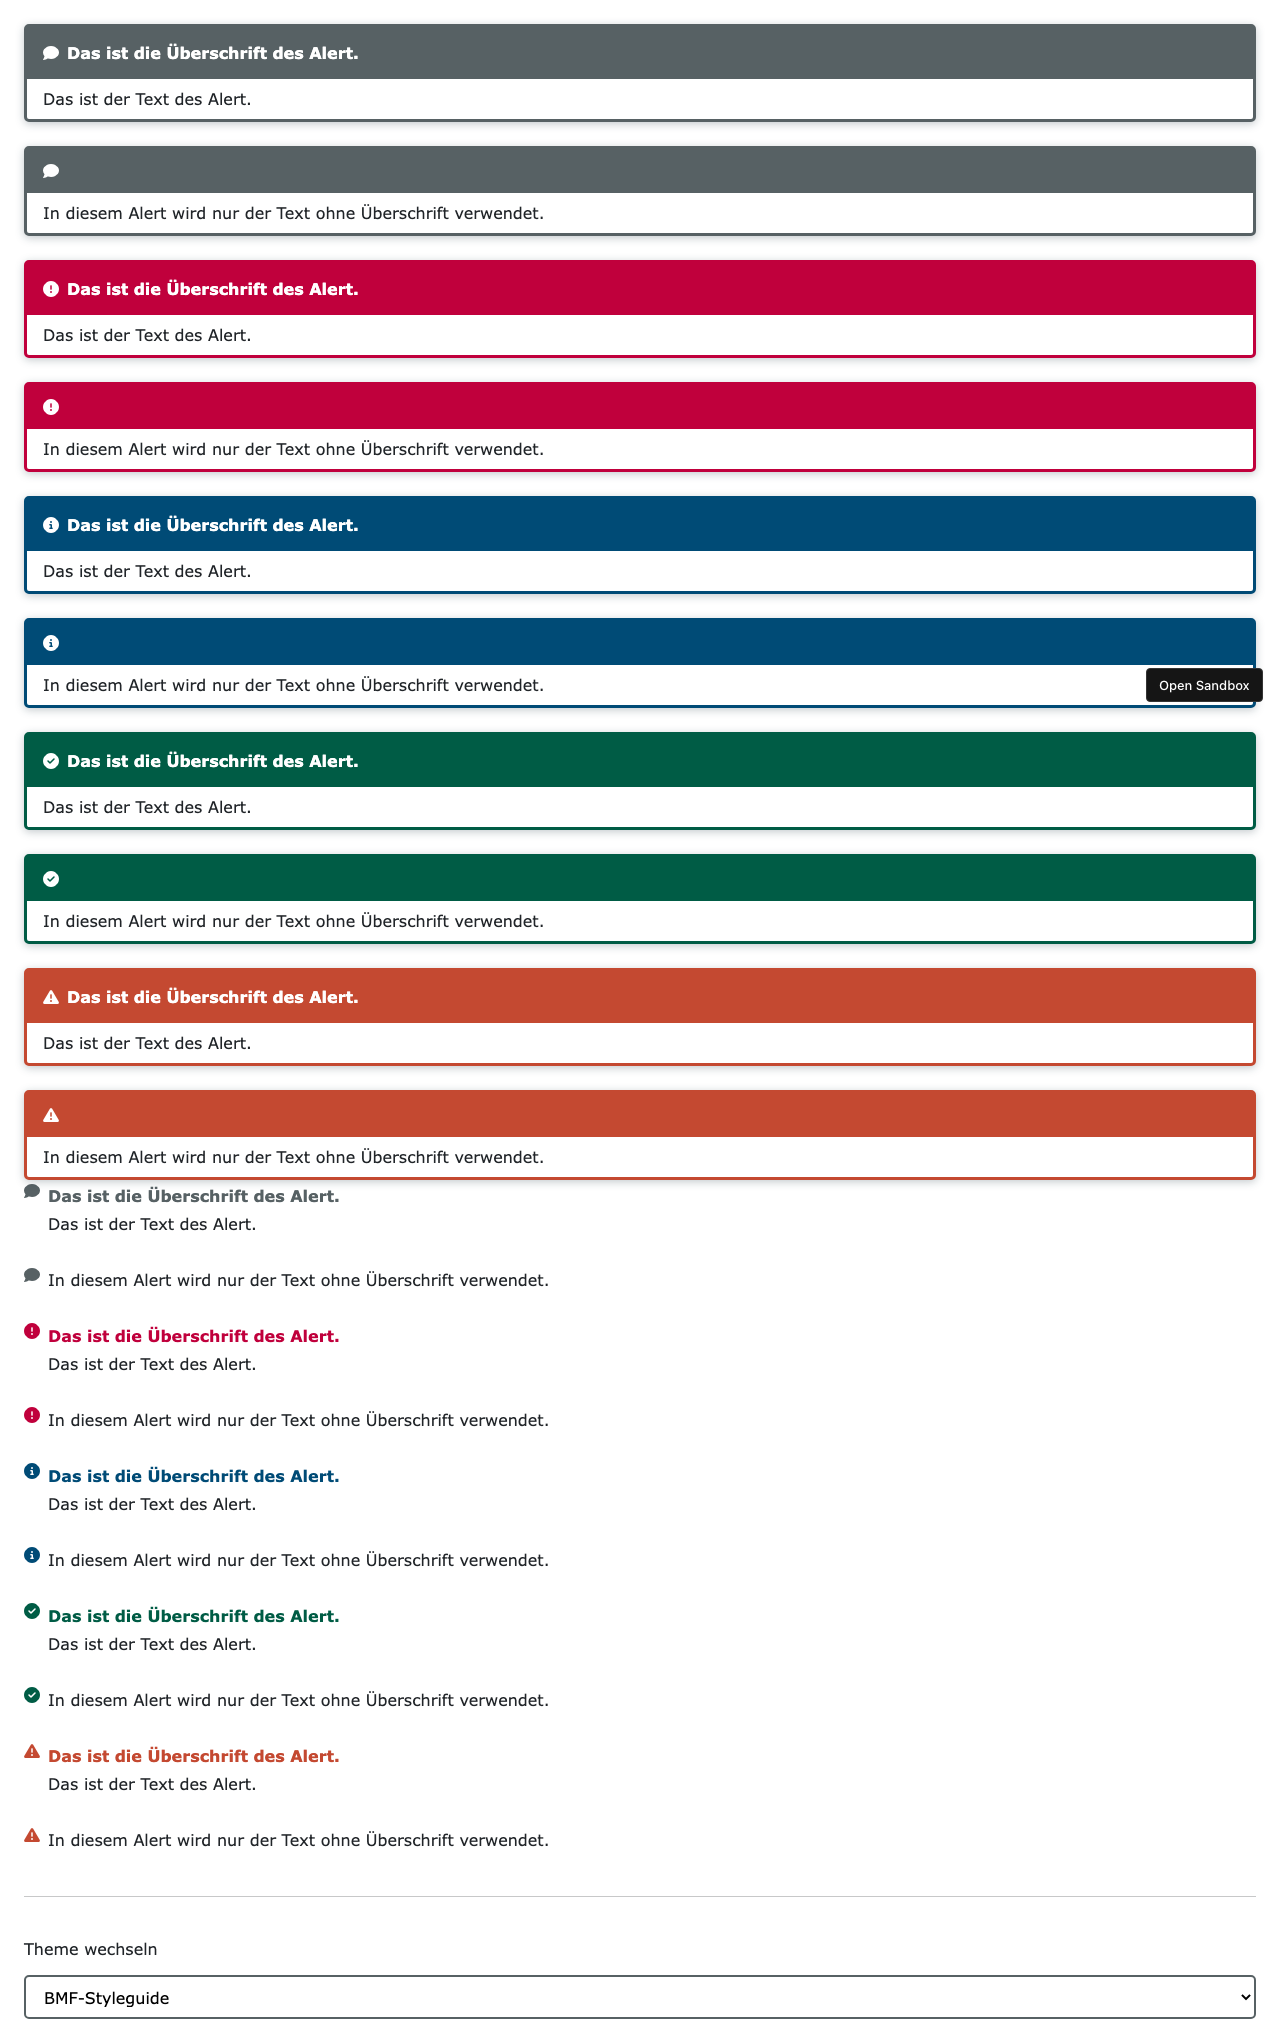 Das ist die Überschrift des Alert.
Das ist der Text des Alert.
In diesem Alert wird nur der Text ohne Überschrift verwendet.
Das ist die Überschrift des Alert.
Das ist der Text des Alert.
In diesem Alert wird nur der Text ohne Überschrift verwendet.
Das ist die Überschrift des Alert.
Das ist der Text des Alert.
In diesem Alert wird nur der Text ohne Überschrift verwendet.
Open Sandbox
Das ist die Überschrift des Alert.
Das ist der Text des Alert.
In diesem Alert wird nur der Text ohne Überschrift verwendet.
Das ist die Überschrift des Alert.
Das ist der Text des Alert.
In diesem Alert wird nur der Text ohne Überschrift verwendet.
Das ist die Überschrift des Alert.
Das ist der Text des Alert.
In diesem Alert wird nur der Text ohne Überschrift verwendet.
Das ist die Überschrift des Alert.
Das ist der Text des Alert.
In diesem Alert wird nur der Text ohne Überschrift verwendet.
Das ist die Überschrift des Alert.
Das ist der Text des Alert.
In diesem Alert wird nur der Text ohne Überschrift verwendet.
Das ist die Überschrift des Alert.
Das ist der Text des Alert.
In diesem Alert wird nur der Text ohne Überschrift verwendet.
Das ist die Überschrift des Alert.
Das ist der Text des Alert.
In diesem Alert wird nur der Text ohne Überschrift verwendet.
Theme wechseln
BMF-Styleguide